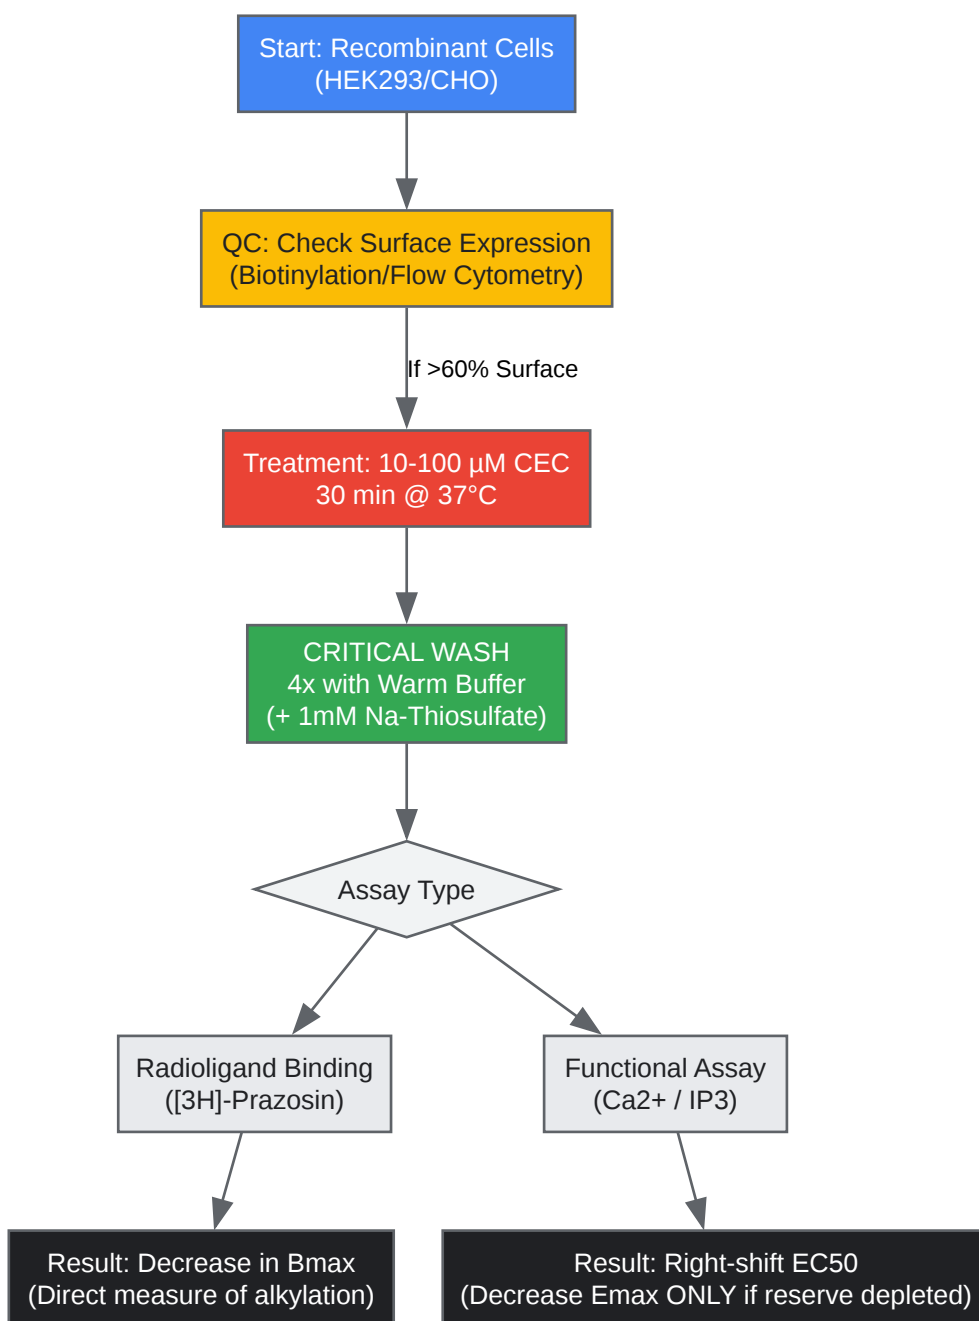 Start: Recombinant Cells
(HEK293/CHO)
QC: Check Surface Expression
(Biotinylation/Flow Cytometry)
If >60% Surface
Treatment: 10-100 µM CEC
30 min @ 37°C
CRITICAL WASH
4x with Warm Buffer
(+ 1mM Na-Thiosulfate)
Assay Type
Radioligand Binding
([3H]-Prazosin)
Functional Assay
(Ca2+ / IP3)
Result: Decrease in Bmax
(Direct measure of alkylation)
Result: Right-shift EC50
(Decrease Emax ONLY if reserve depleted)